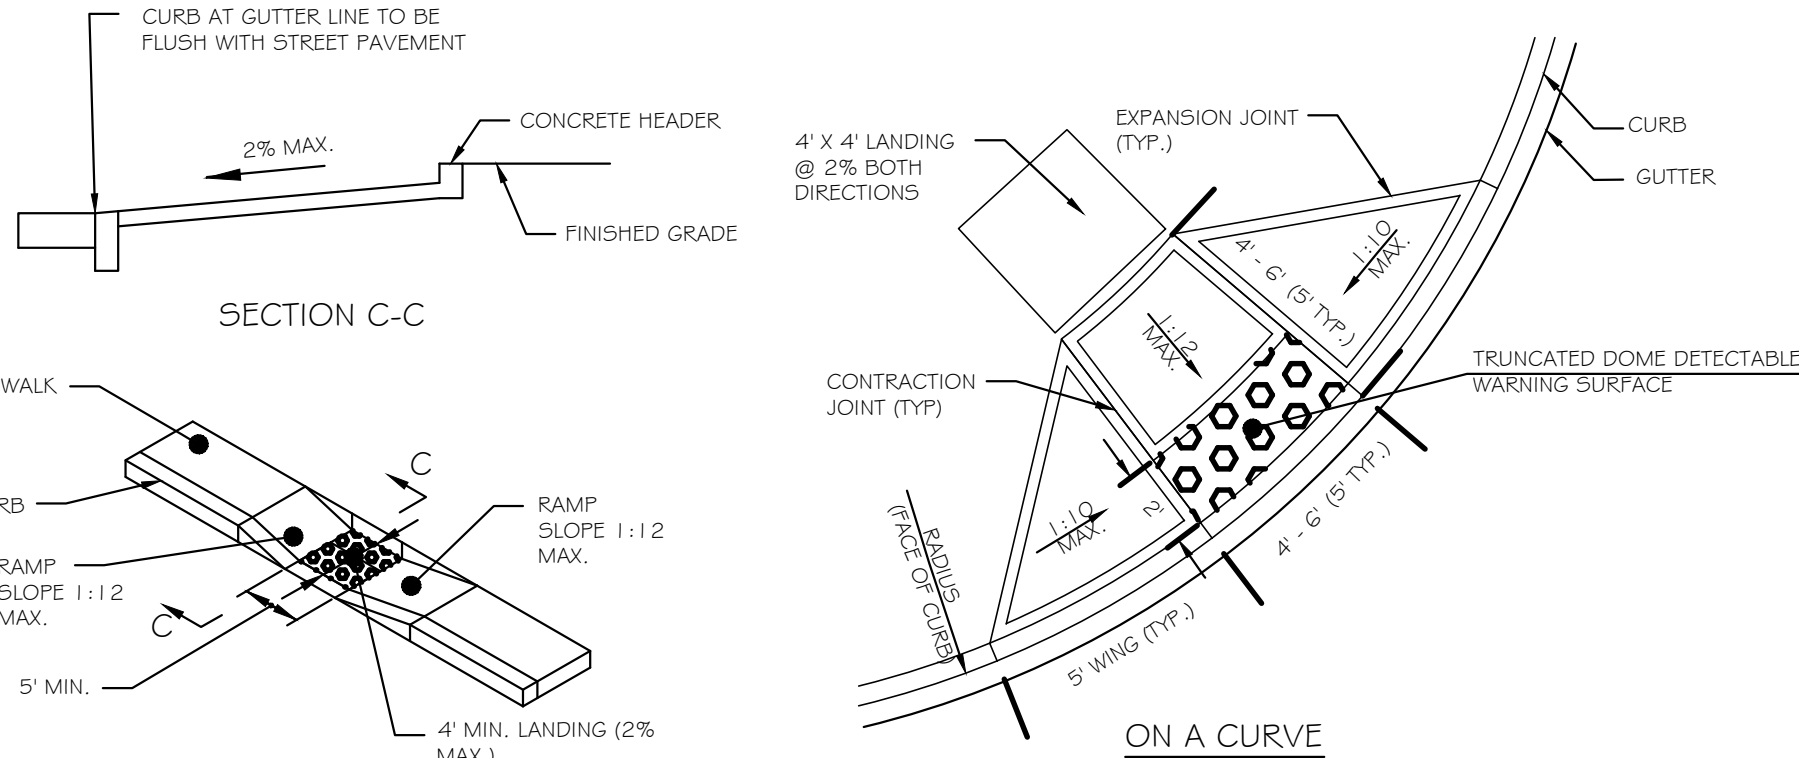 CURB AT GUTTER LINE TO BE
FLUSH WITH STREET PAVEMENT
2% MAX.
CONCRETE HEADER
FINISHED GRADE
SECTION C-C
WALK
RB
RAMP
SLOPE 1:12
MAX.
C
C
5' MIN.
RAMP
SLOPE 1:12
MAX.
4' MIN. LANDING (2%
MAX.)
4' X 4' LANDING
@ 2% BOTH
DIRECTIONS
EXPANSION JOINT
(TYP.)
CURB
GUTTER
1:10
MAX.
4' - 6' (5' TYP.)
1:12
MAX.
TRUNCATED DOME DETECTABLE
WARNING SURFACE
CONTRACTION
JOINT (TYP)
1:10
MAX.
2'
4' - 6' (5' TYP.)
RADIUS
(FACE OF CURB)
5' WING (TYP.)
ON A CURVE